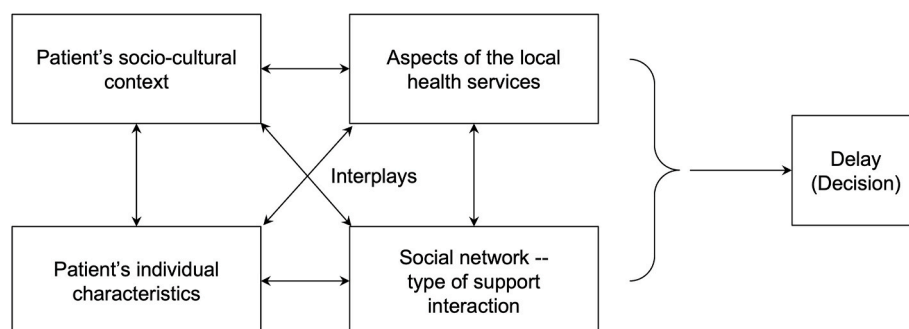 Patient's socio-cultural
context
Aspects of the local
health services
Interplays
Delay
(Decision)
Patient's individual
characteristics
Social network --
type of support
interaction